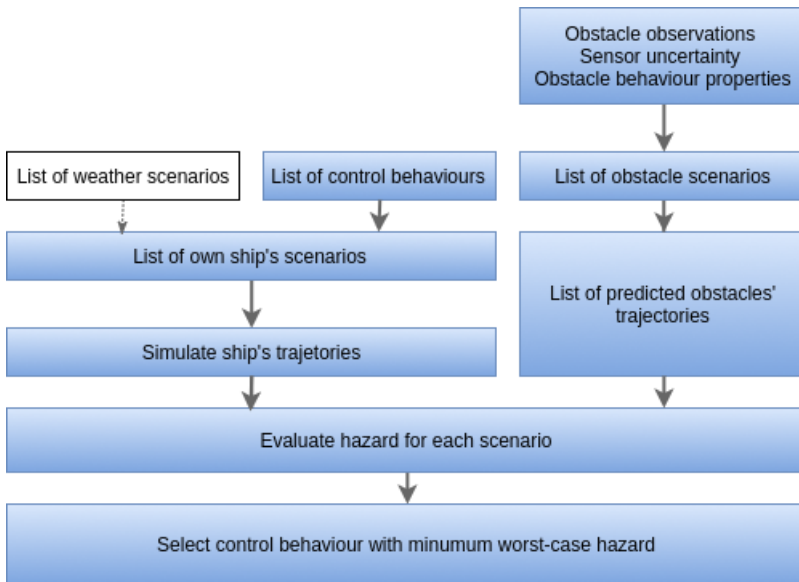 Obstacle observations
Sensor uncertainty
Obstacle behaviour properties
List of weather scenarios
List of control behaviours
List of obstacle scenarios
List of own ship's scenarios
List of predicted obstacles'
trajectories
Simulate ship's trajetories
Evaluate hazard for each scenario
Select control behaviour with minumum worst-case hazard